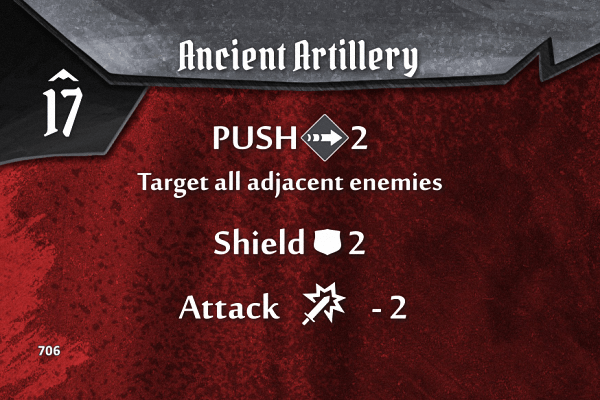 Ancient Artillery
17
PUSH 2
Target all adjacent enemies
Shield 2
Attack - 2
706